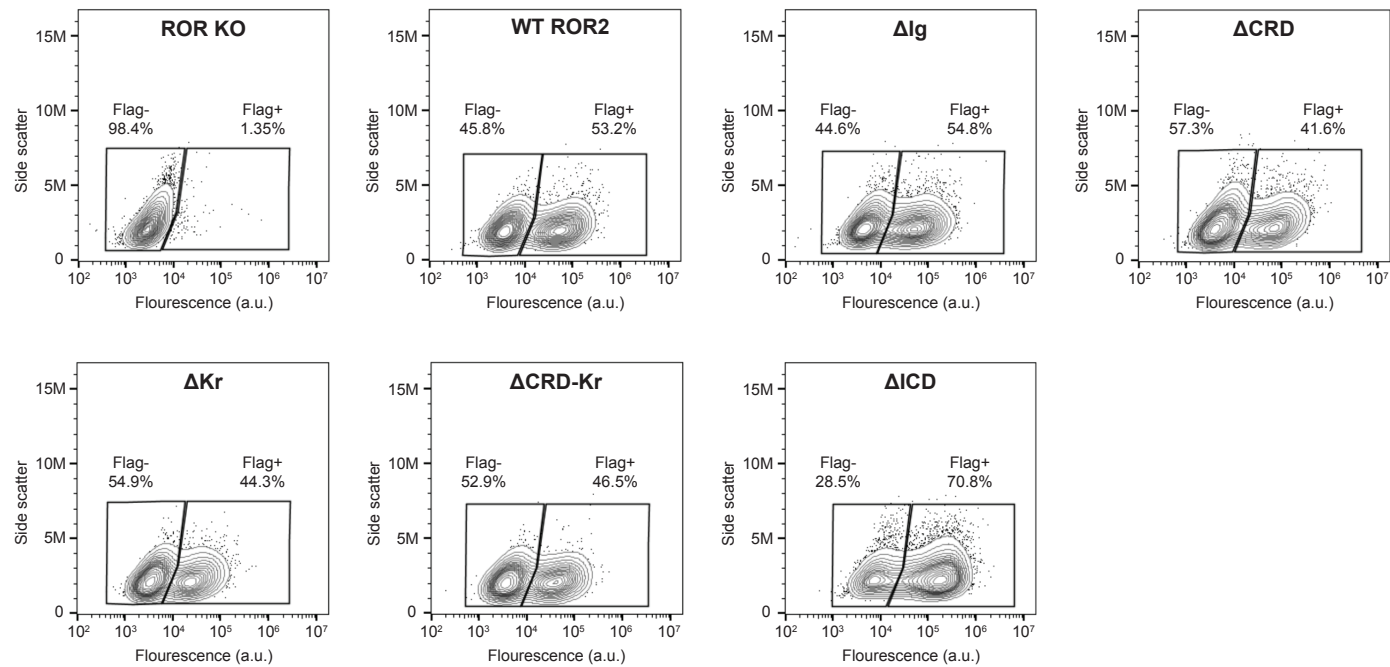 ROR KO
15M
10M
5M
0
Side scatter
Flag-
98.4%
Flag+
1.35%
10²
10³
10⁴
10⁵
10⁶
10⁷
Flourescence (a.u.)
WT ROR2
15M
10M
5M
0
Side scatter
Flag-
45.8%
Flag+
53.2%
10²
10³
10⁴
10⁵
10⁶
10⁷
Flourescence (a.u.)
ΔIg
15M
10M
5M
0
Side scatter
Flag-
44.6%
Flag+
54.8%
10²
10³
10⁴
10⁵
10⁶
10⁷
Flourescence (a.u.)
ΔCRD
15M
10M
5M
0
Side scatter
Flag-
57.3%
Flag+
41.6%
10²
10³
10⁴
10⁵
10⁶
10⁷
Flourescence (a.u.)
ΔKr
15M
10M
5M
0
Side scatter
Flag-
54.9%
Flag+
44.3%
10²
10³
10⁴
10⁵
10⁶
10⁷
Flourescence (a.u.)
ΔCRD-Kr
15M
10M
5M
0
Side scatter
Flag-
52.9%
Flag+
46.5%
10²
10³
10⁴
10⁵
10⁶
10⁷
Flourescence (a.u.)
ΔICD
15M
10M
5M
0
Side scatter
Flag-
28.5%
Flag+
70.8%
10²
10³
10⁴
10⁵
10⁶
10⁷
Flourescence (a.u.)